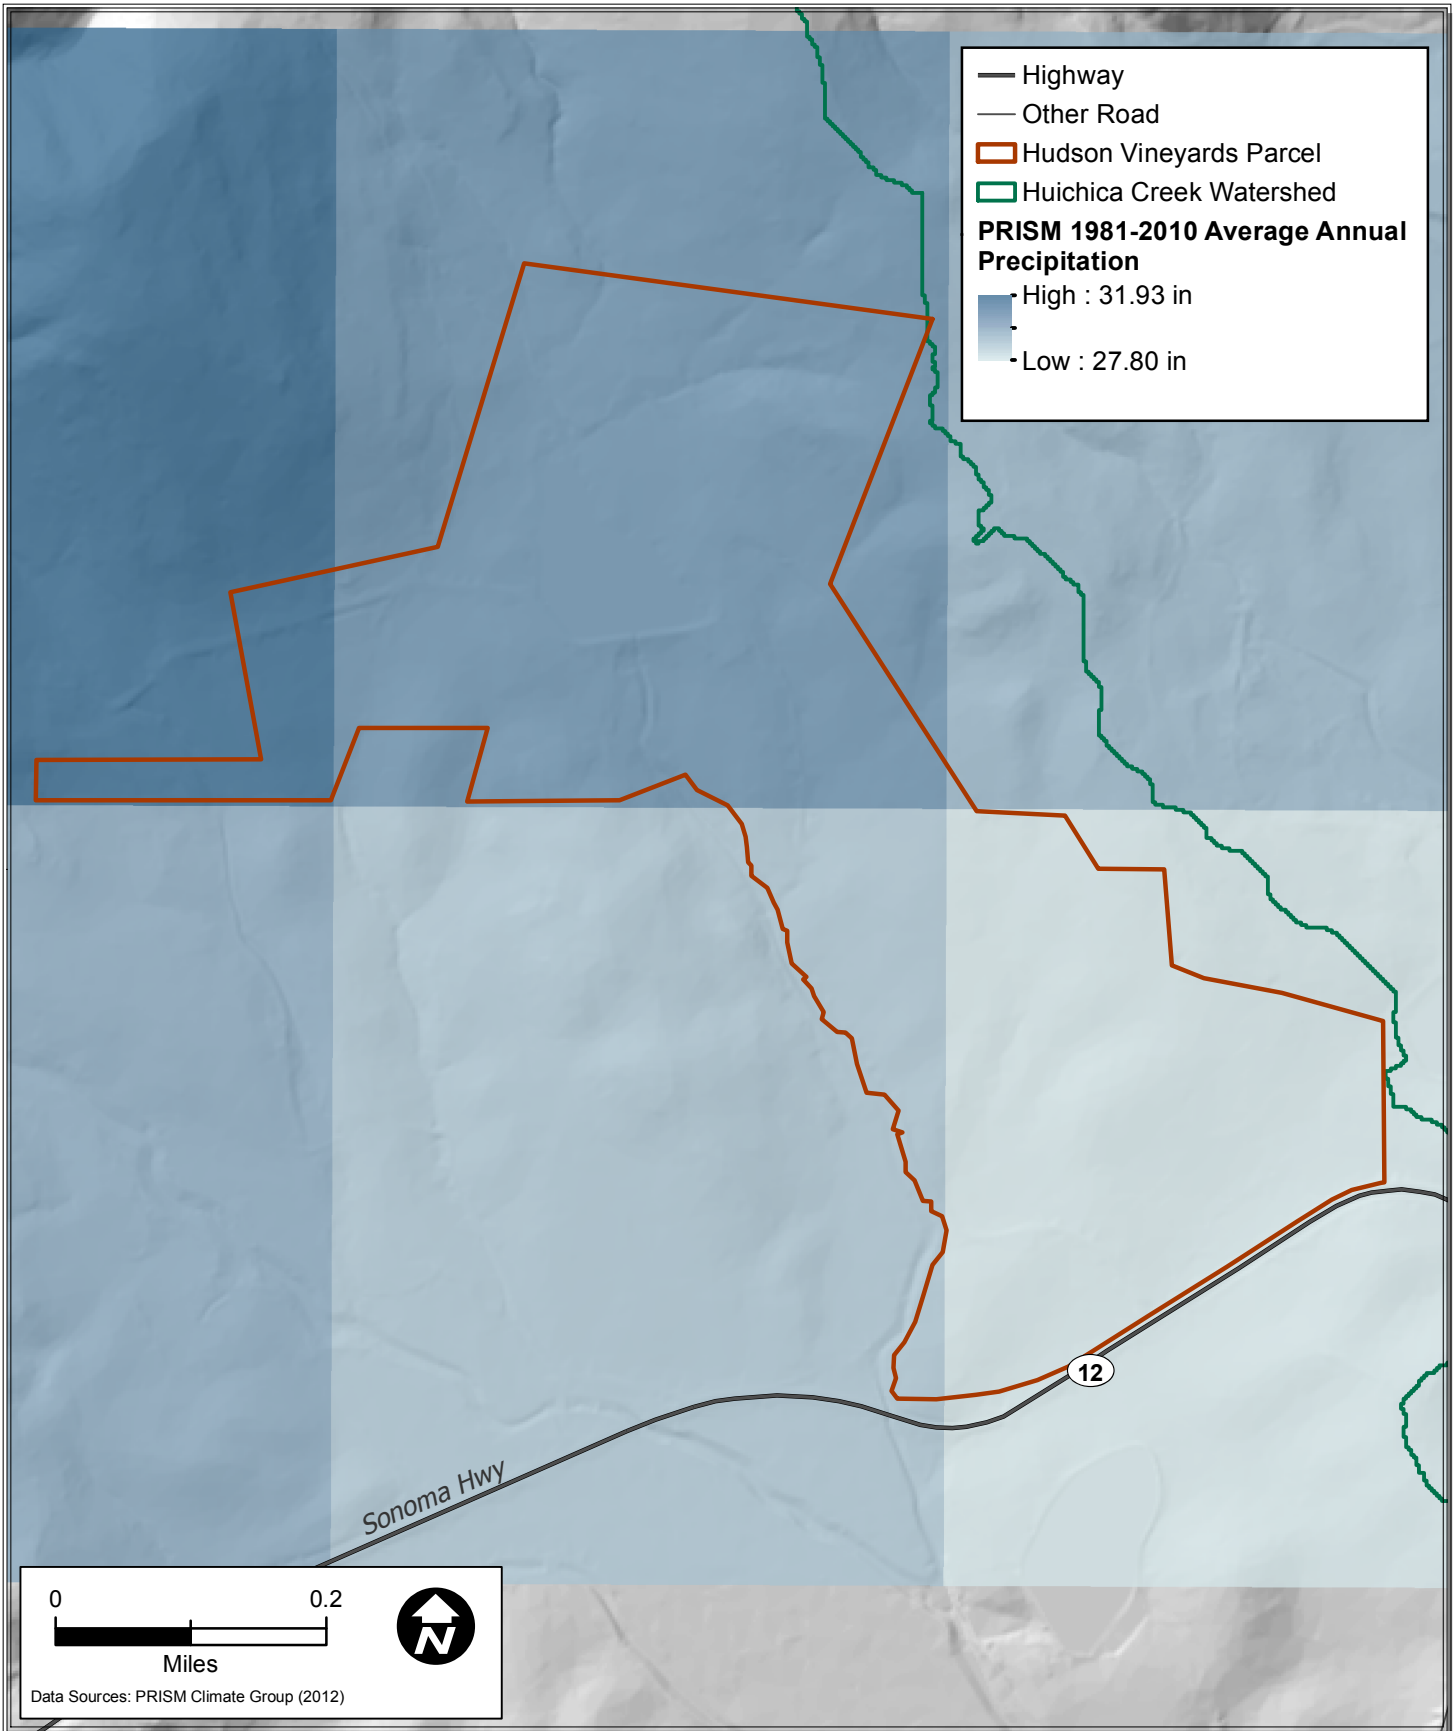 Highway
Other Road
Hudson Vineyards Parcel
Huichica Creek Watershed
PRISM 1981-2010 Average Annual
Precipitation
High : 31.93 in
Low : 27.80 in
12
Sonoma Hwy
0 0.2
Miles
N
Data Sources: PRISM Climate Group (2012)